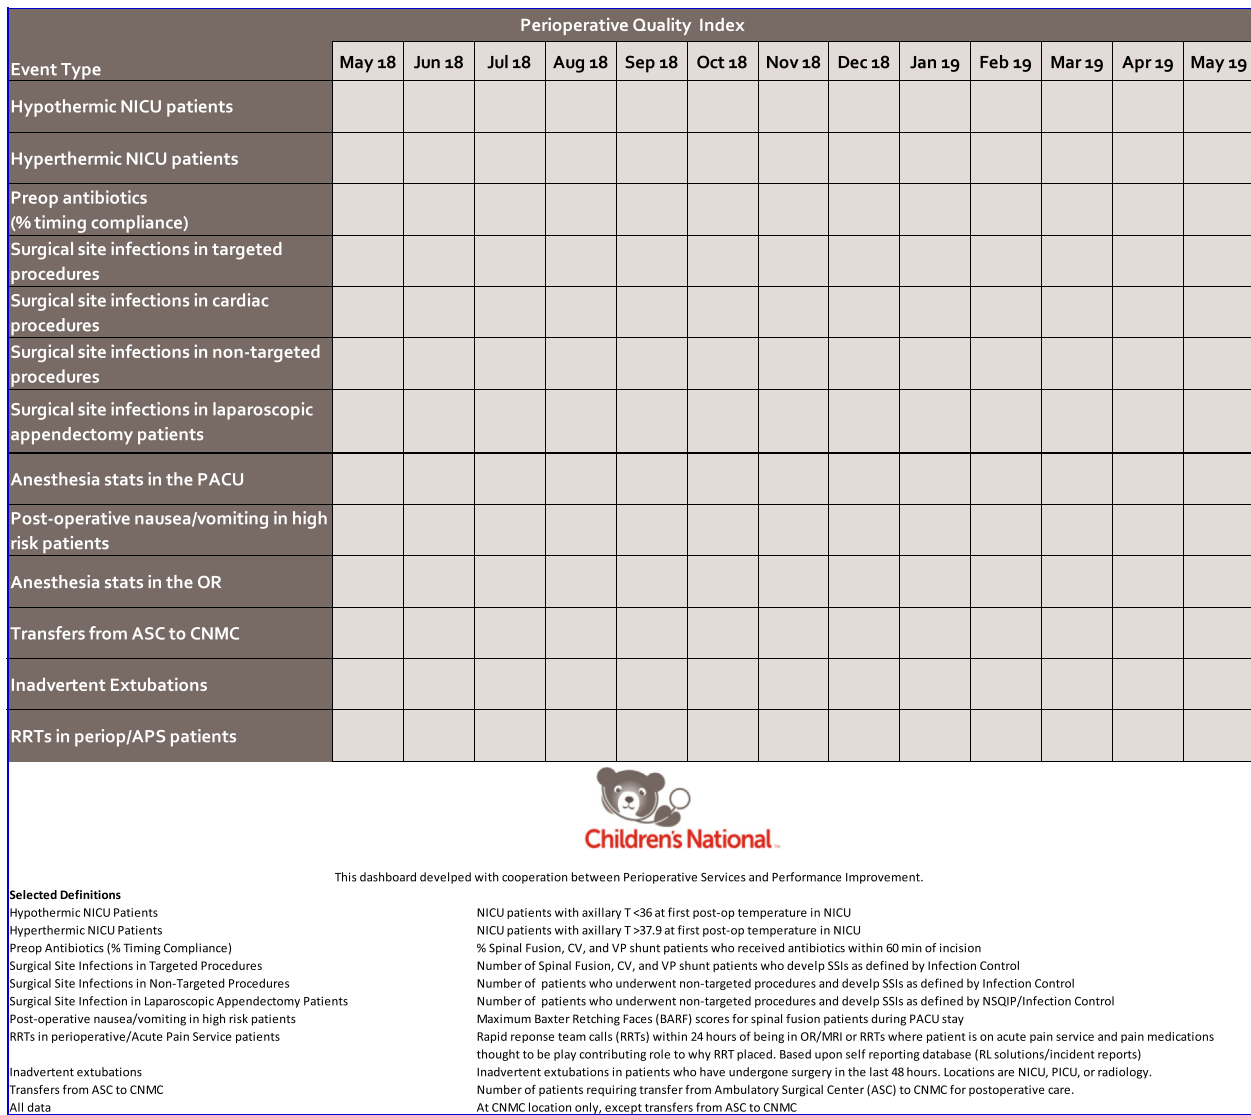 Perioperative Quality Index
Event Type May 18 Jun 18 Jul 18 Aug 18 Sep 18 Oct 18 Nov 18 Dec 18 Jan 19 Feb 19 Mar 19 Apr 19 May 19
Hypothermic NICU patients
Hyperthermic NICU patients
Preop antibiotics
(% timing compliance)
Surgical site infections in targeted
procedures
Surgical site infections in cardiac
procedures
Surgical site infections in non-targeted
procedures
Surgical site infections in laparoscopic
appendectomy patients
Anesthesia stats in the PACU
Post-operative nausea/vomiting in high
risk patients
Anesthesia stats in the OR
Transfers from ASC to CNMC
Inadvertent Extubations
RRTs in periop/APS patients
Children's National™
This dashboard develped with cooperation between Perioperative Services and Performance Improvement.
Selected Definitions
Hypothermic NICU Patients NICU patients with axillary T <36 at first post-op temperature in NICU
Hyperthermic NICU Patients NICU patients with axillary T >37.9 at first post-op temperature in NICU
Preop Antibiotics (% Timing Compliance) % Spinal Fusion, CV, and VP shunt patients who received antibiotics within 60 min of incision
Surgical Site Infections in Targeted Procedures Number of Spinal Fusion, CV, and VP shunt patients who develp SSIs as defined by Infection Control
Surgical Site Infections in Non-Targeted Procedures Number of patients who underwent non-targeted procedures and develp SSIs as defined by Infection Control
Surgical Site Infection in Laparoscopic Appendectomy Patients Number of patients who underwent non-targeted procedures and develp SSIs as defined by NSQIP/Infection Control
Post-operative nausea/vomiting in high risk patients Maximum Baxter Retching Faces (BARF) scores for spinal fusion patients during PACU stay
RRTs in perioperative/Acute Pain Service patients Rapid reponse team calls (RRTs) within 24 hours of being in OR/MRI or RRTs where patient is on acute pain service and pain medications
thought to be play contributing role to why RRT placed. Based upon self reporting database (RL solutions/incident reports)
Inadvertent extubations Inadvertent extubations in patients who have undergone surgery in the last 48 hours. Locations are NICU, PICU, or radiology.
Transfers from ASC to CNMC Number of patients requiring transfer from Ambulatory Surgical Center (ASC) to CNMC for postoperative care.
All data At CNMC location only, except transfers from ASC to CNMC